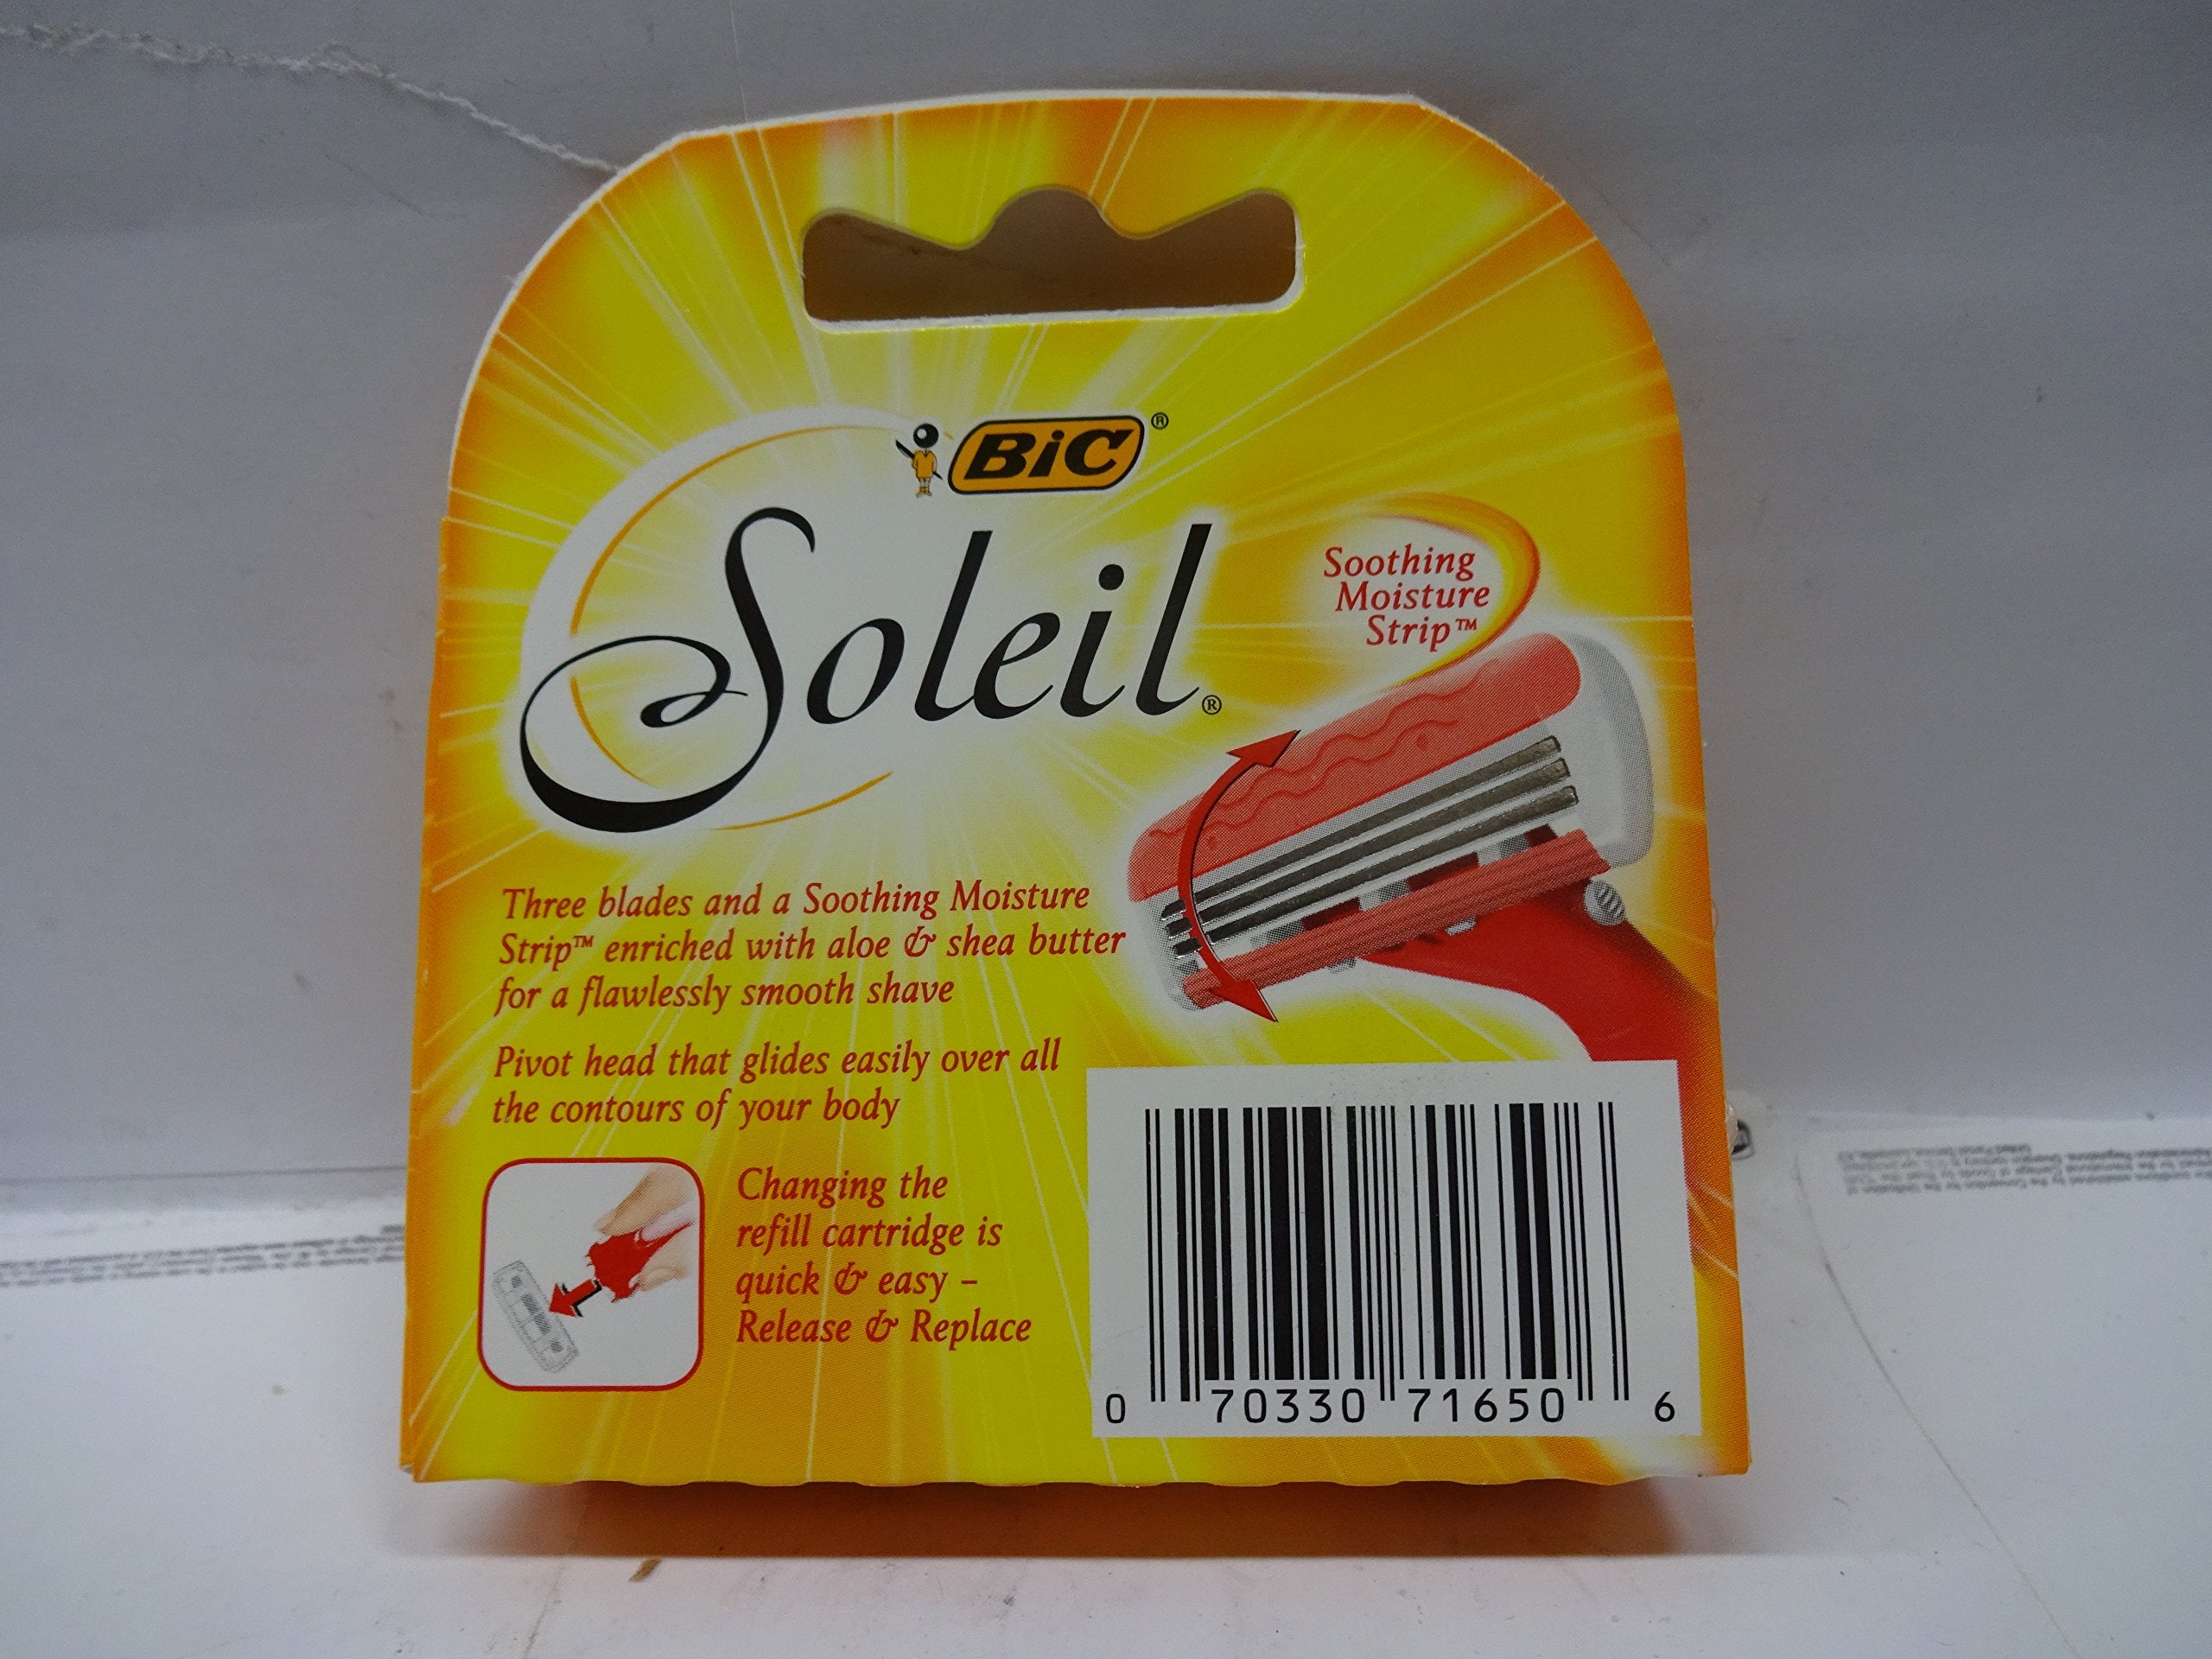 BiC®
Soleil®
Soothing
Moisture
Strip™
Three blades and a Soothing Moisture
Strip™ enriched with aloe & shea butter
for a flawlessly smooth shave
Pivot head that glides easily over all
the contours of your body
Changing the
refill cartridge is
quick & easy –
Release & Replace
0 70330 71650 6